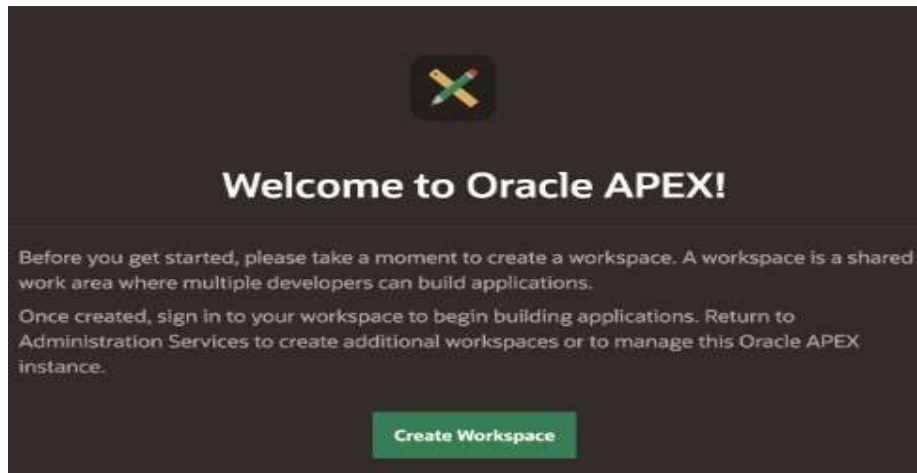 Welcome to Oracle APEX!
Before you get started, please take a moment to create a workspace. A workspace is a shared
work area where multiple developers can build applications.
Once created, sign in to your workspace to begin building applications. Return to
Administration Services to create additional workspaces or to manage this Oracle APEX
instance.
Create Workspace